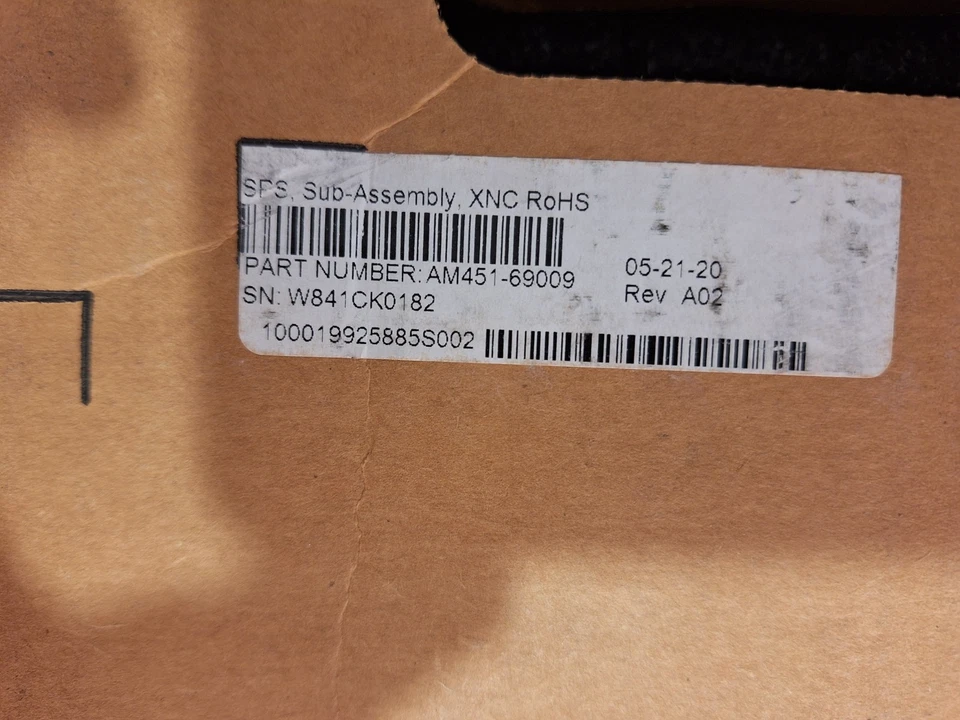 SPS, Sub-Assembly, XNC RoHS
PART NUMBER: AM451-69009
05-21-20
SN: W841CK0182
Rev A02
100019925885S002